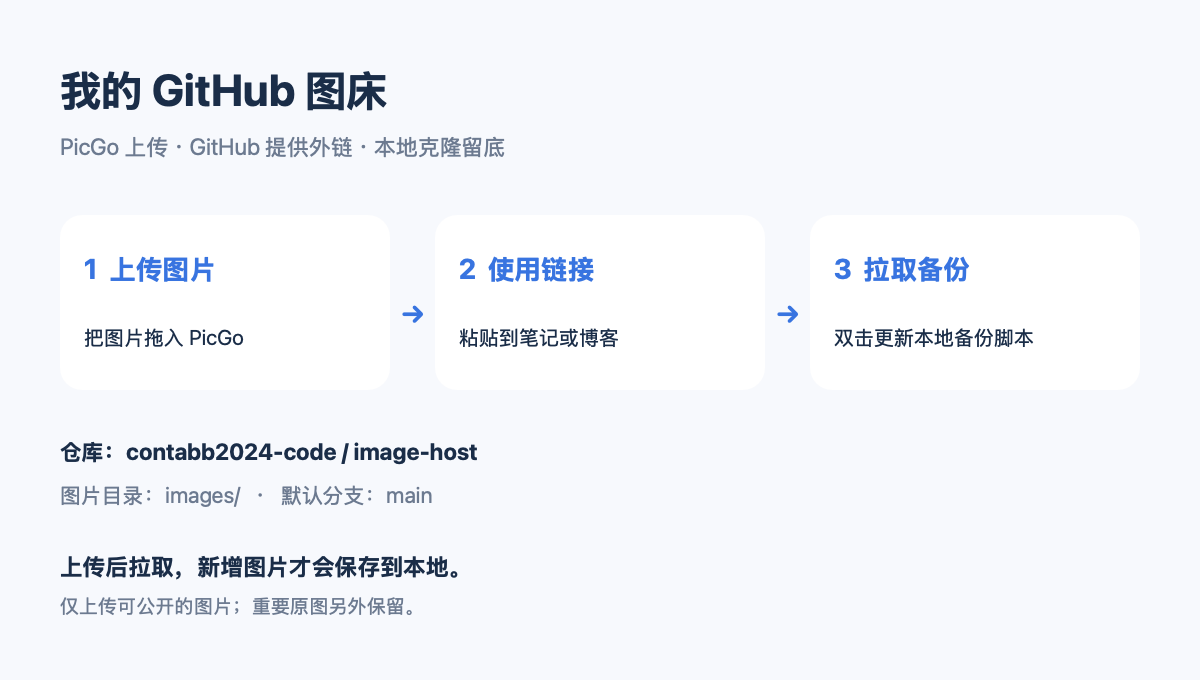 我的 GitHub 图床
PicGo 上传 · GitHub 提供外链 · 本地克隆留底
1 上传图片
把图片拖入 PicGo
→
2 使用链接
粘贴到笔记或博客
→
3 拉取备份
双击更新本地备份脚本
仓库：contabb2024-code / image-host
图片目录：images/ · 默认分支：main
上传后拉取，新增图片才会保存到本地。
仅上传可公开的图片；重要原图另外保留。